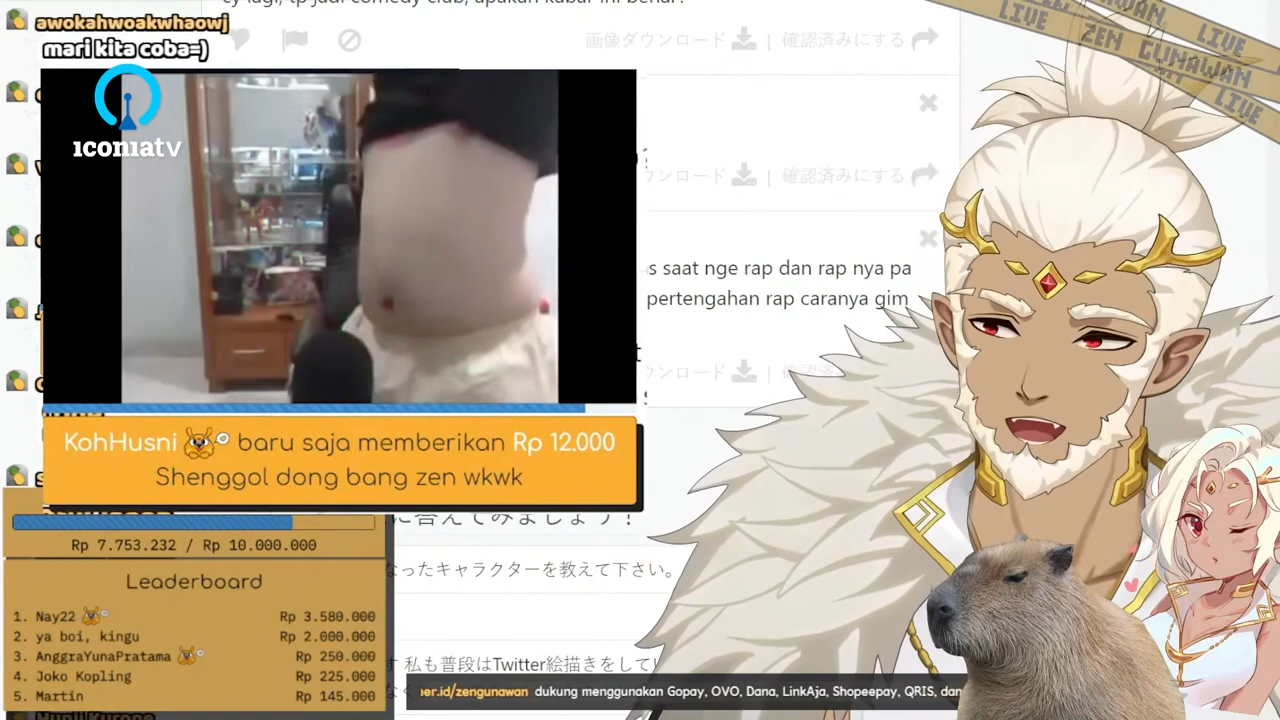 awokahwoakwhaowj
mari kita coba=)
画像ダウンロード | 確認済みにする
ICONIATV
ンロード | 確認済みにする
s saat nge rap dan rap nya pa
pertengahan rap caranya gim
ンロード | 確認済
KohHusni baru saja memberikan Rp 12.000
Shenggol dong bang zen wkwk
に答えてみましょう！
Rp 7.753.232 / Rp 10.000.000
なったキャラクターを教えて下さい。
Leaderboard
1. Nay22 Rp 3.580.000
2. ya boi, kingu Rp 2.000.000
3. AnggraYunaPratama Rp 250.000
4. Joko Kopling Rp 225.000
5. Martin Rp 145.000
す 私も普段はTwitter絵描きをして
er.id/zengunawan dukung menggunakan Gopay, OVO, Dana, LinkAja, Shopeepay, QRIS, dan
LIVE ZEN GUNAWAN LIVE
LIVE